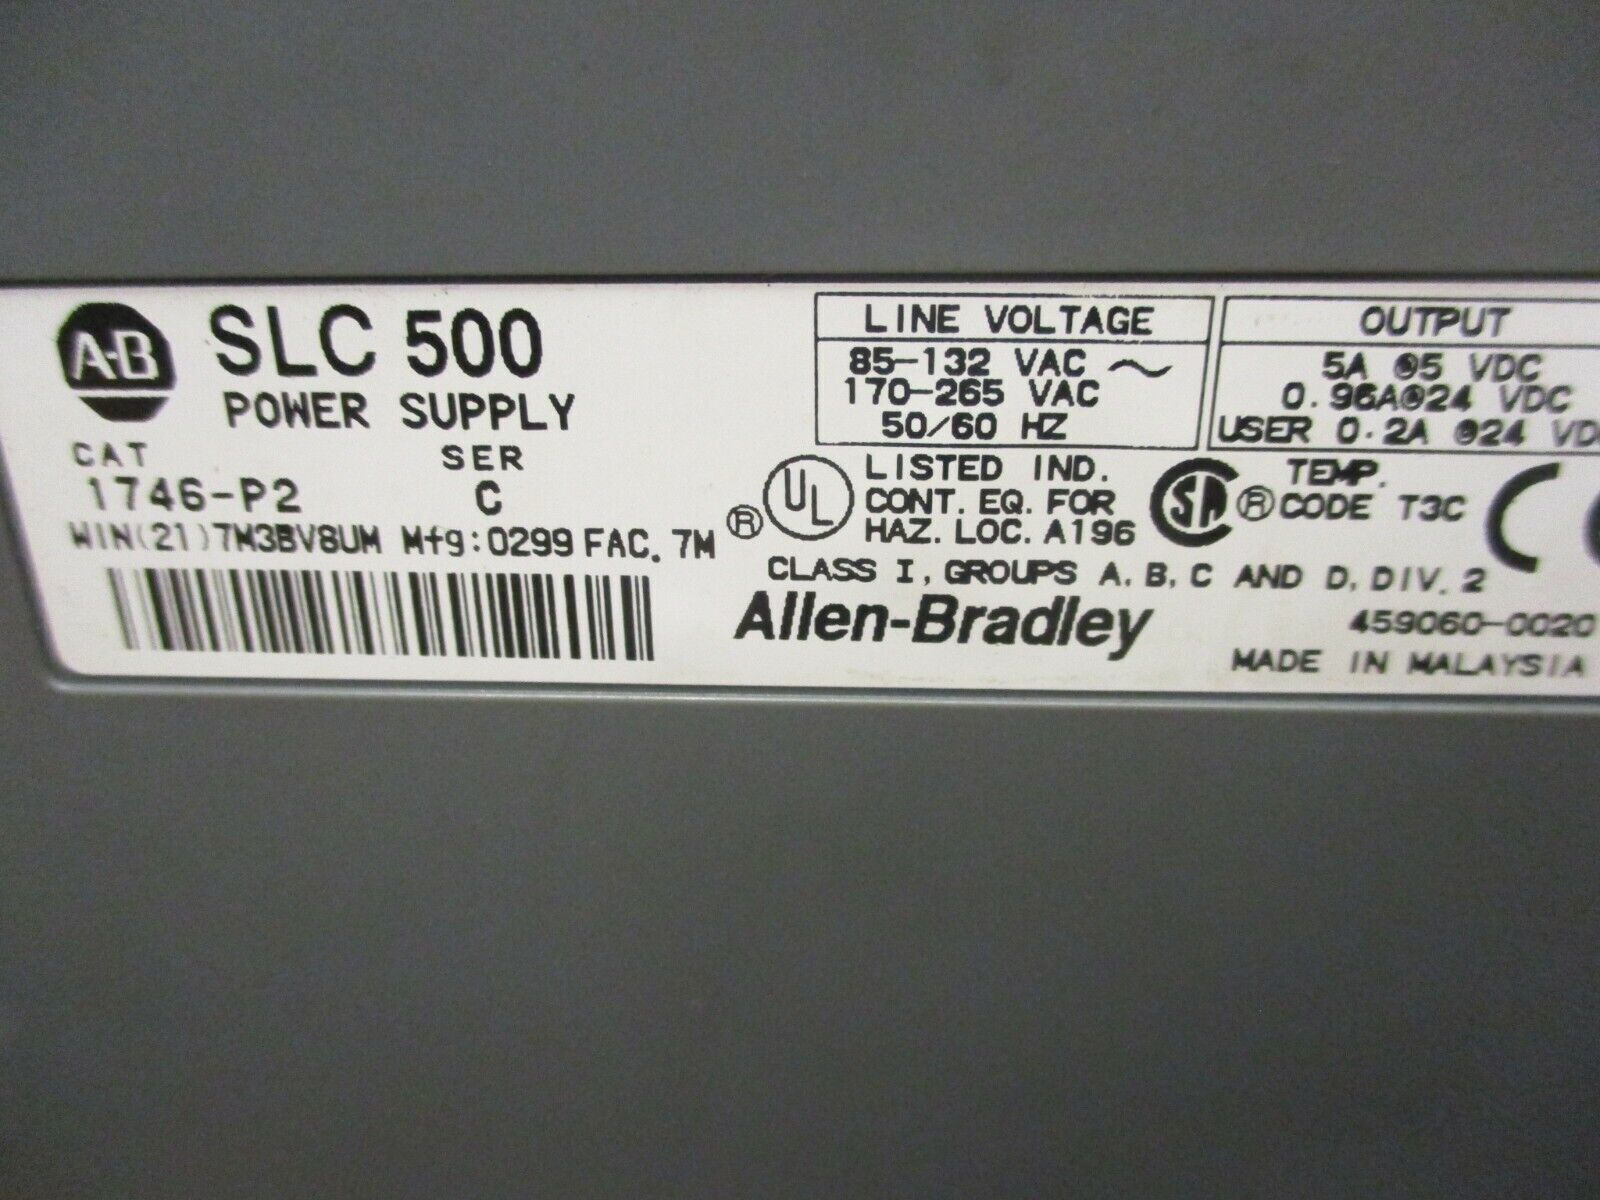 A-B SLC 500
POWER SUPPLY
CAT SER
1746-P2 C
WIN(21)7M3BV8UM Mfg:0299 FAC. 7M
LINE VOLTAGE
85-132 VAC ~
170-265 VAC
50/60 HZ
OUTPUT
5A @5 VDC
0.96A@24 VDC
USER 0.2A @24 VD
® UL LISTED IND.
CONT. EQ. FOR
HAZ. LOC. A196
SA ® TEMP.
CODE T3C
CE
CLASS I, GROUPS A, B, C AND D, DIV. 2
Allen-Bradley
459060-0020
MADE IN MALAYSIA